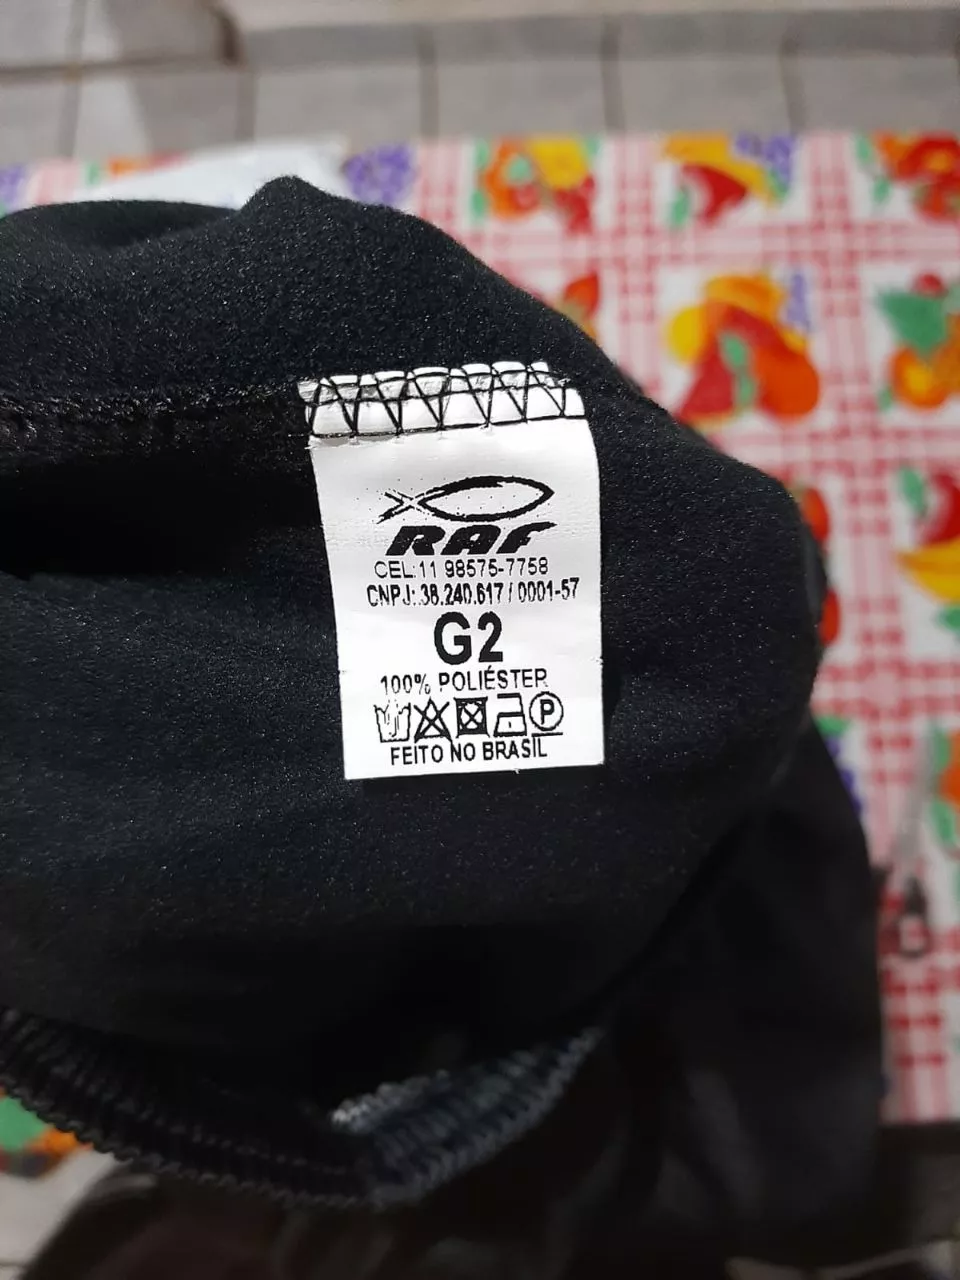 RAF
CEL:11 98575-7758
CNPJ:.38.240.617 / 0001-57
G2
100% POLIÉSTER
P
FEITO NO BRASIL